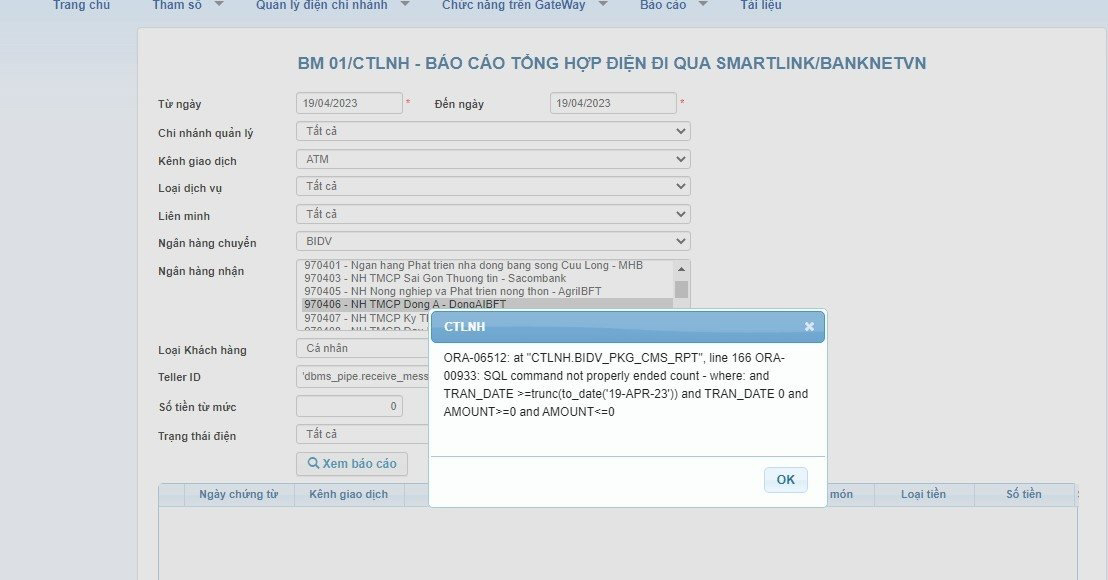 Trang chủ Tham số Quản lý điện chi nhánh Chức năng trên GateWay Báo cáo Tài liệu
BM 01/CTLNH - BÁO CÁO TỔNG HỢP ĐIỆN ĐI QUA SMARTLINK/BANKNETVN
Từ ngày 19/04/2023 * Đến ngày 19/04/2023 *
Chi nhánh quản lý Tất cả
Kênh giao dịch ATM
Loại dịch vụ Tất cả
Liên minh Tất cả
Ngân hàng chuyển BIDV
Ngân hàng nhận
970401 - Ngan hang Phat trien nha dong bang song Cuu Long - MHB
970403 - NH TMCP Sai Gon Thuong tin - Sacombank
970405 - NH Nong nghiep va Phat trien nong thon - AgriIBFT
970406 - NH TMCP Dong A - DongAIBFT
970407 - NH TMCP Ky
970408 - NH TMCP
Loại Khách hàng Cá nhân
Teller ID 'dbms_pipe.receive_mess
Số tiền từ mức 0
Trạng thái điện Tất cả
Xem báo cáo
CTLNH
ORA-06512: at "CTLNH.BIDV_PKG_CMS_RPT", line 166 ORA-
00933: SQL command not properly ended count - where: and
TRAN_DATE >=trunc(to_date('19-APR-23')) and TRAN_DATE 0 and
AMOUNT>=0 and AMOUNT<=0
OK
Ngày chứng từ Kênh giao dịch món Loại tiền Số tiền